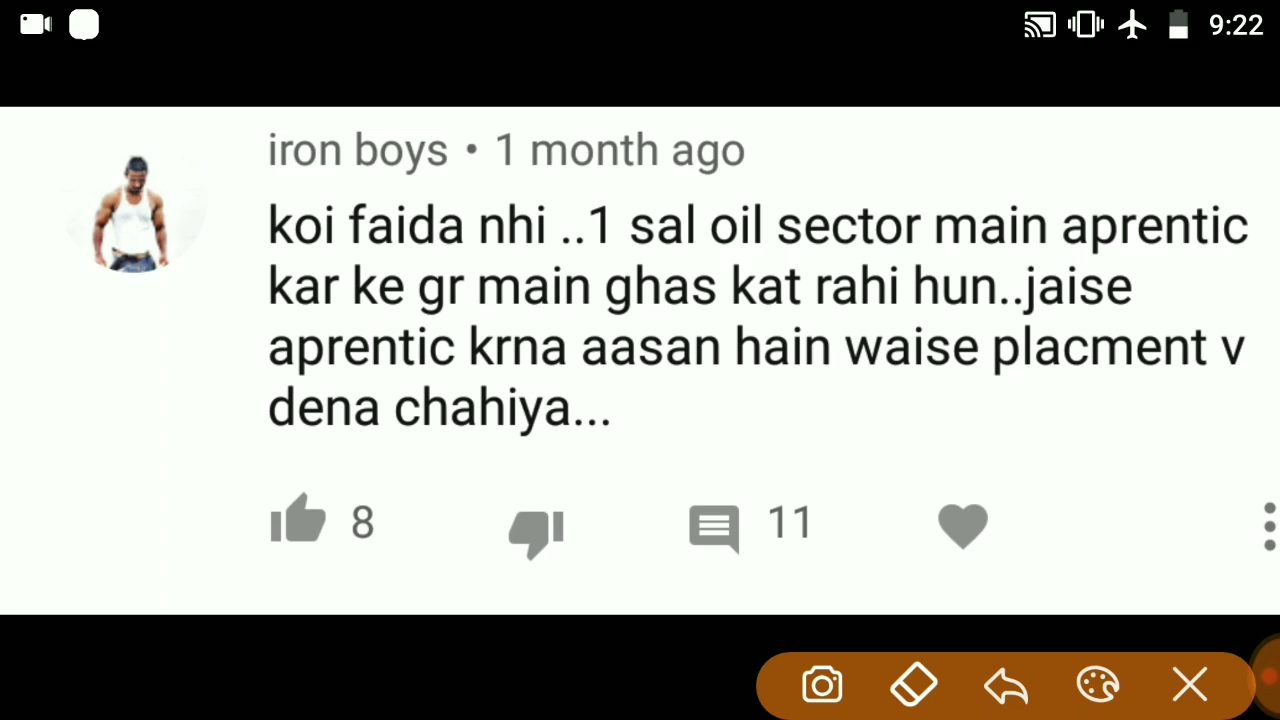 9:22
iron boys • 1 month ago
koi faida nhi ..1 sal oil sector main aprentic
kar ke gr main ghas kat rahi hun..jaise
aprentic krna aasan hain waise placment v
dena chahiya...
8 11